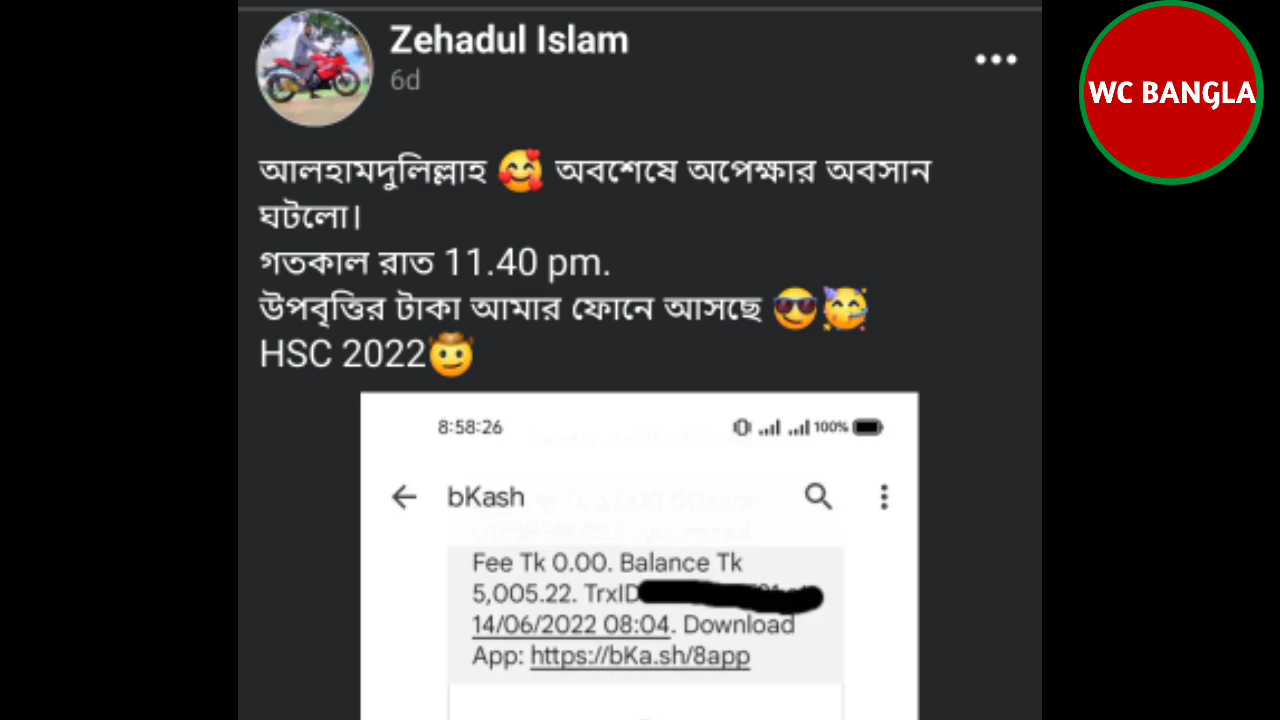 Zehadul Islam
6d
WC BANGLA
আলহামদুলিল্লাহ 🥰 অবশেষে অপেক্ষার অবসান
ঘটলো।
গতকাল রাত 11.40 pm.
উপবৃত্তির টাকা আমার ফোনে আসছে 😎🥳
HSC 2022🤠
8:58:26
100%
bKash
Fee Tk 0.00. Balance Tk
5,005.22. TrxID
14/06/2022 08:04. Download
App: https://bKa.sh/8app